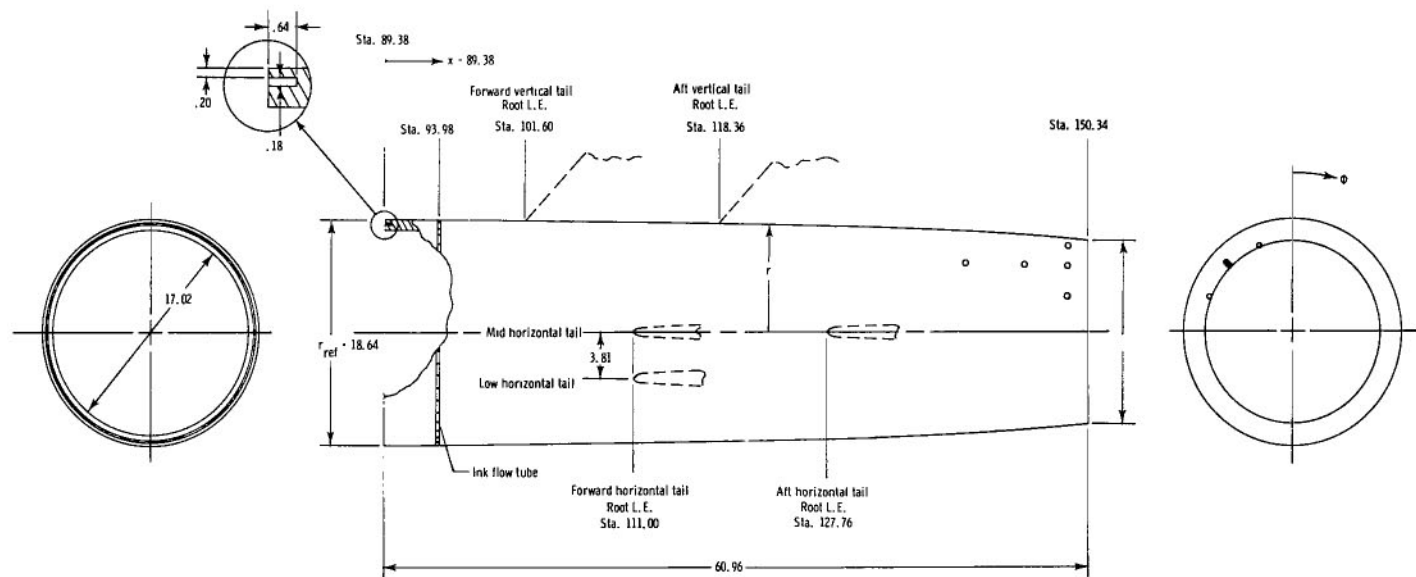 .64
Sta. 89.38
x - 89.38
.20
.18
Forward vertical tail
Root L.E.
Sta. 101.60
Aft vertical tail
Root L.E.
Sta. 118.36
Sta. 93.98
Sta. 150.34
ϕ
17.02
r
r ref - 18.64
Mid horizontal tail
3.81
Low horizontal tail
Ink flow tube
Forward horizontal tail
Root L.E.
Sta. 111.00
Aft horizontal tail
Root L.E.
Sta. 127.76
60.96